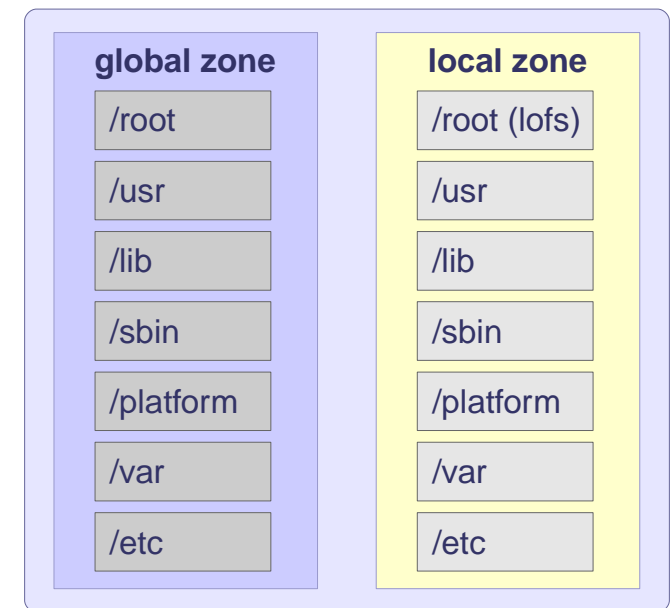 global zone
/root
/usr
/lib
/sbin
/platform
/var
/etc
local zone
/root (lofs)
/usr
/lib
/sbin
/platform
/var
/etc